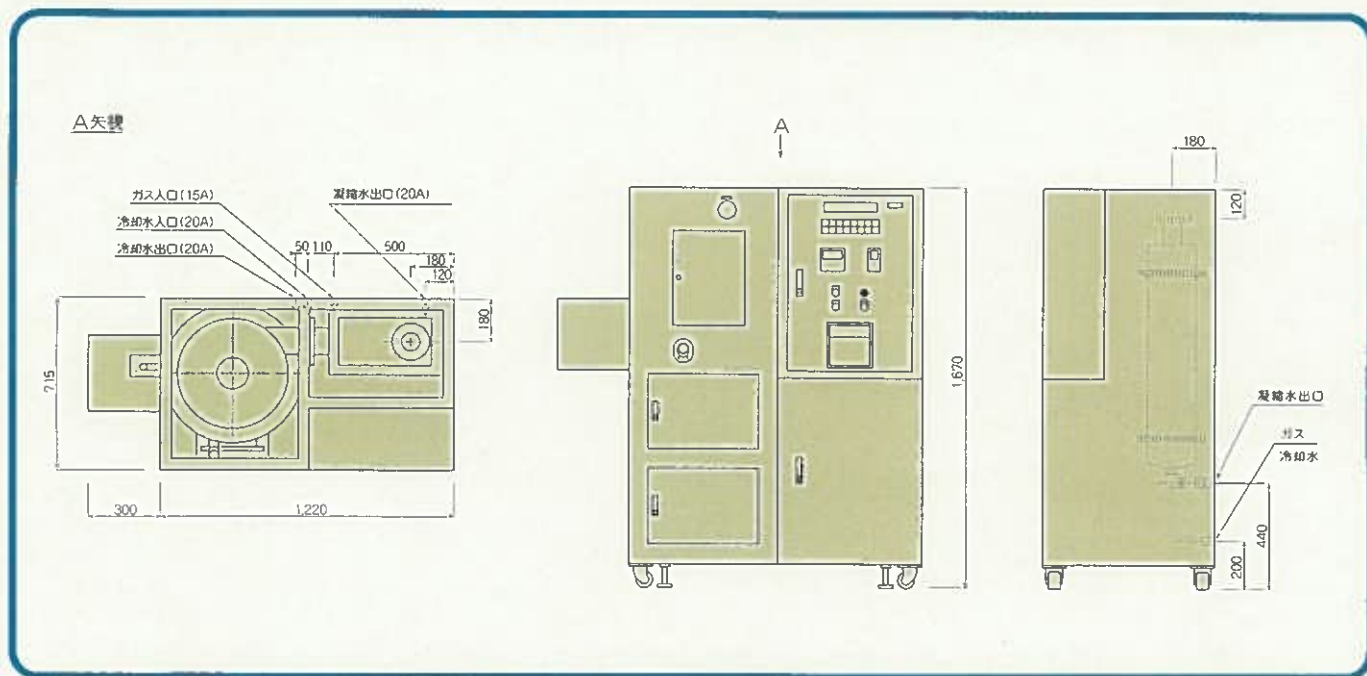 A矢視
ガス入口(15A)
冷却水入口(20A)
冷却水出口(20A)
凝縮水出口(20A)
50 110 500
180
120
180
715
300
1,220
A
1,670
180
120
凝縮水出口
ガス
冷却水
440
200